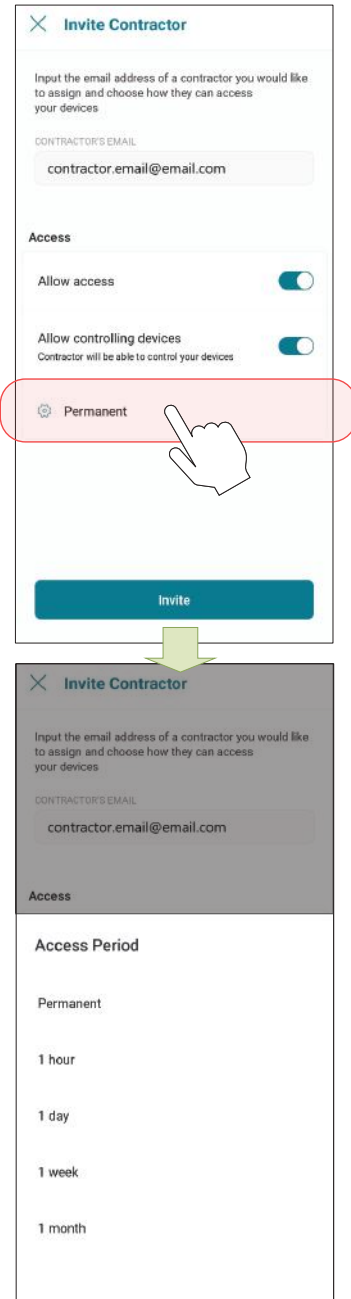 Invite Contractor
Input the email address of a contractor you would like
to assign and choose how they can access
your devices
CONTRACTOR'S EMAIL
contractor.email@email.com
Access
Allow access
Allow controlling devices
Contractor will be able to control your devices
Permanent
Invite
Invite Contractor
Input the email address of a contractor you would like
to assign and choose how they can access
your devices
CONTRACTOR'S EMAIL
contractor.email@email.com
Access
Access Period
Permanent
1 hour
1 day
1 week
1 month